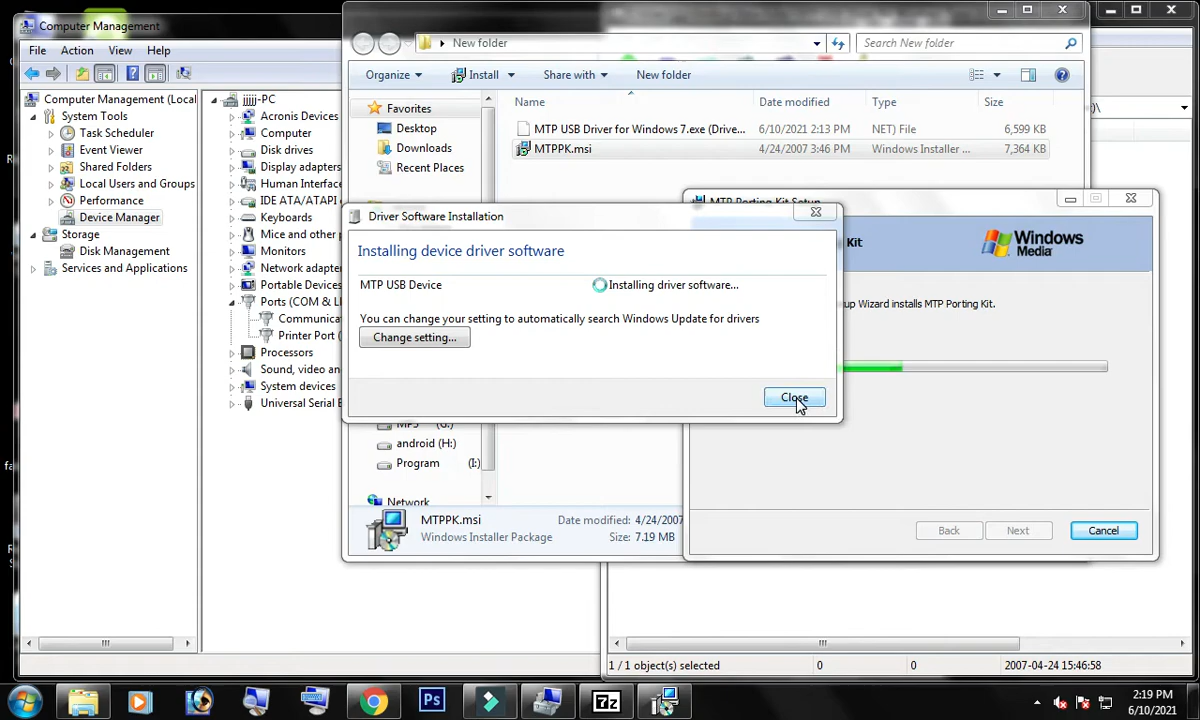 Computer Management
File Action View Help
Computer Management (Local
System Tools
Task Scheduler
Event Viewer
Shared Folders
Local Users and Groups
Performance
Device Manager
Storage
Disk Management
Services and Applications
jjjjj-PC
Acronis Devices
Computer
Disk drives
Display adapters
Human Interface
IDE ATA/ATAPI
Keyboards
Mice and other
Monitors
Network adapte
Portable Devices
Ports (COM & L
Communica
Printer Port (
Processors
Sound, video an
System devices
Universal Serial
New folder
Search New folder
Organize Install Share with New folder
Favorites
Desktop
Downloads
Recent Places
Name Date modified Type Size
MTP USB Driver for Windows 7.exe (Drive... 6/10/2021 2:13 PM NET) File 6,599 KB
MTPPK.msi 4/24/2007 3:46 PM Windows Installer ... 7,364 KB
Driver Software Installation
Installing device driver software
MTP USB Device Installing driver software...
You can change your setting to automatically search Windows Update for drivers
Change setting...
Close
MTP Porting Kit Setup
Kit
Windows Media
up Wizard installs MTP Porting Kit.
Back Next Cancel
android (H:)
Program (I:)
Network
MTPPK.msi Date modified: 4/24/2007
Windows Installer Package Size: 7.19 MB
1 / 1 object(s) selected 0 0 2007-04-24 15:46:58
Ps
7z
2:19 PM
6/10/2021